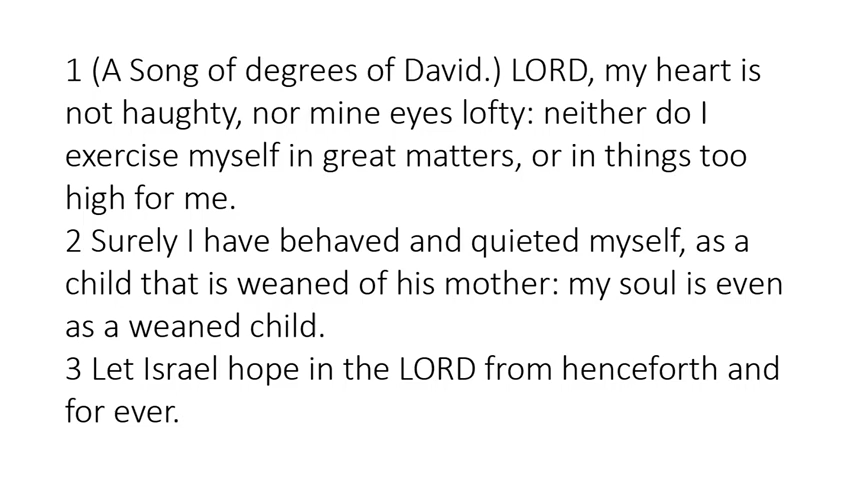 1 (A Song of degrees of David.) LORD, my heart is
not haughty, nor mine eyes lofty: neither do I
exercise myself in great matters, or in things too
high for me.
2 Surely I have behaved and quieted myself, as a
child that is weaned of his mother: my soul is even
as a weaned child.
3 Let Israel hope in the LORD from henceforth and
for ever.